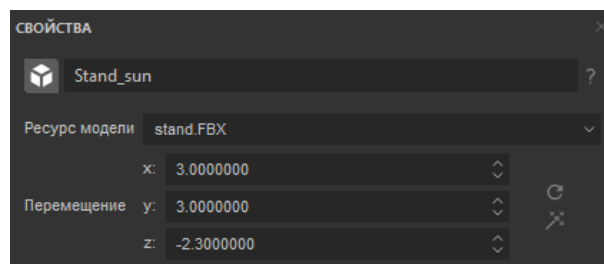 СВОЙСТВА
Stand_sun ?
Ресурс модели stand.FBX
x: 3.0000000
Перемещение y: 3.0000000
z: -2.3000000